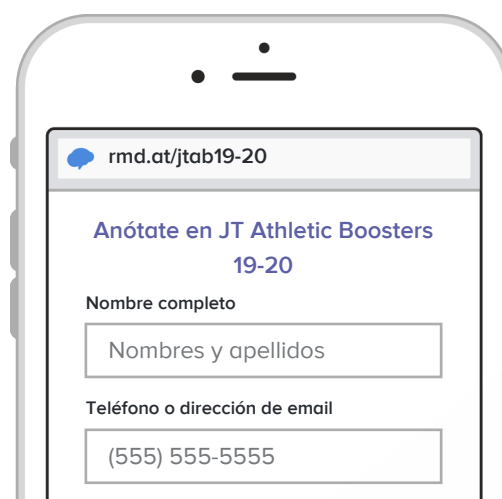 rmd.at/jtab19-20
Anótate en JT Athletic Boosters
19-20
Nombre completo
Nombres y apellidos
Teléfono o dirección de email
(555) 555-5555